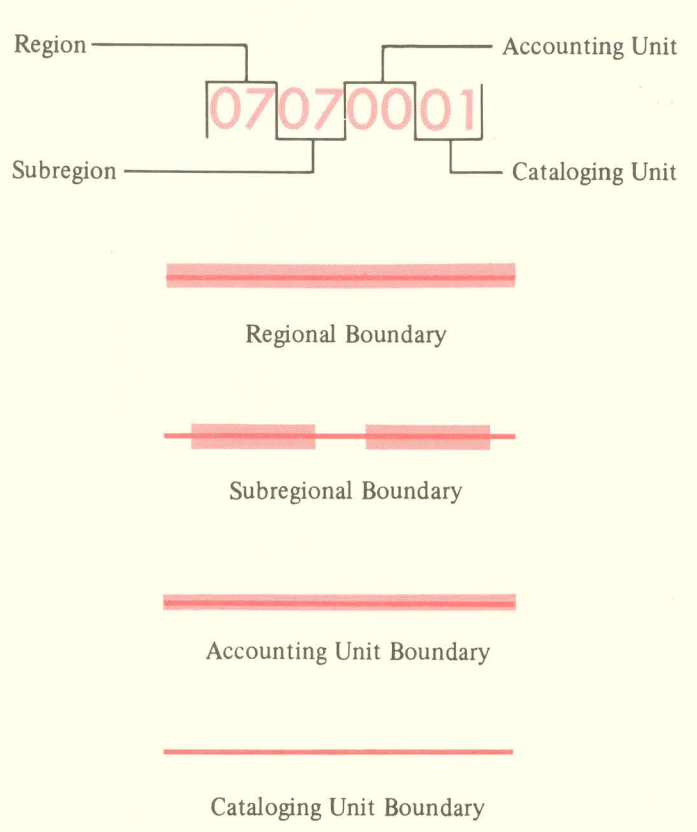 Region
Accounting Unit
07070001
Subregion
Cataloging Unit
Regional Boundary
Subregional Boundary
Accounting Unit Boundary
Cataloging Unit Boundary